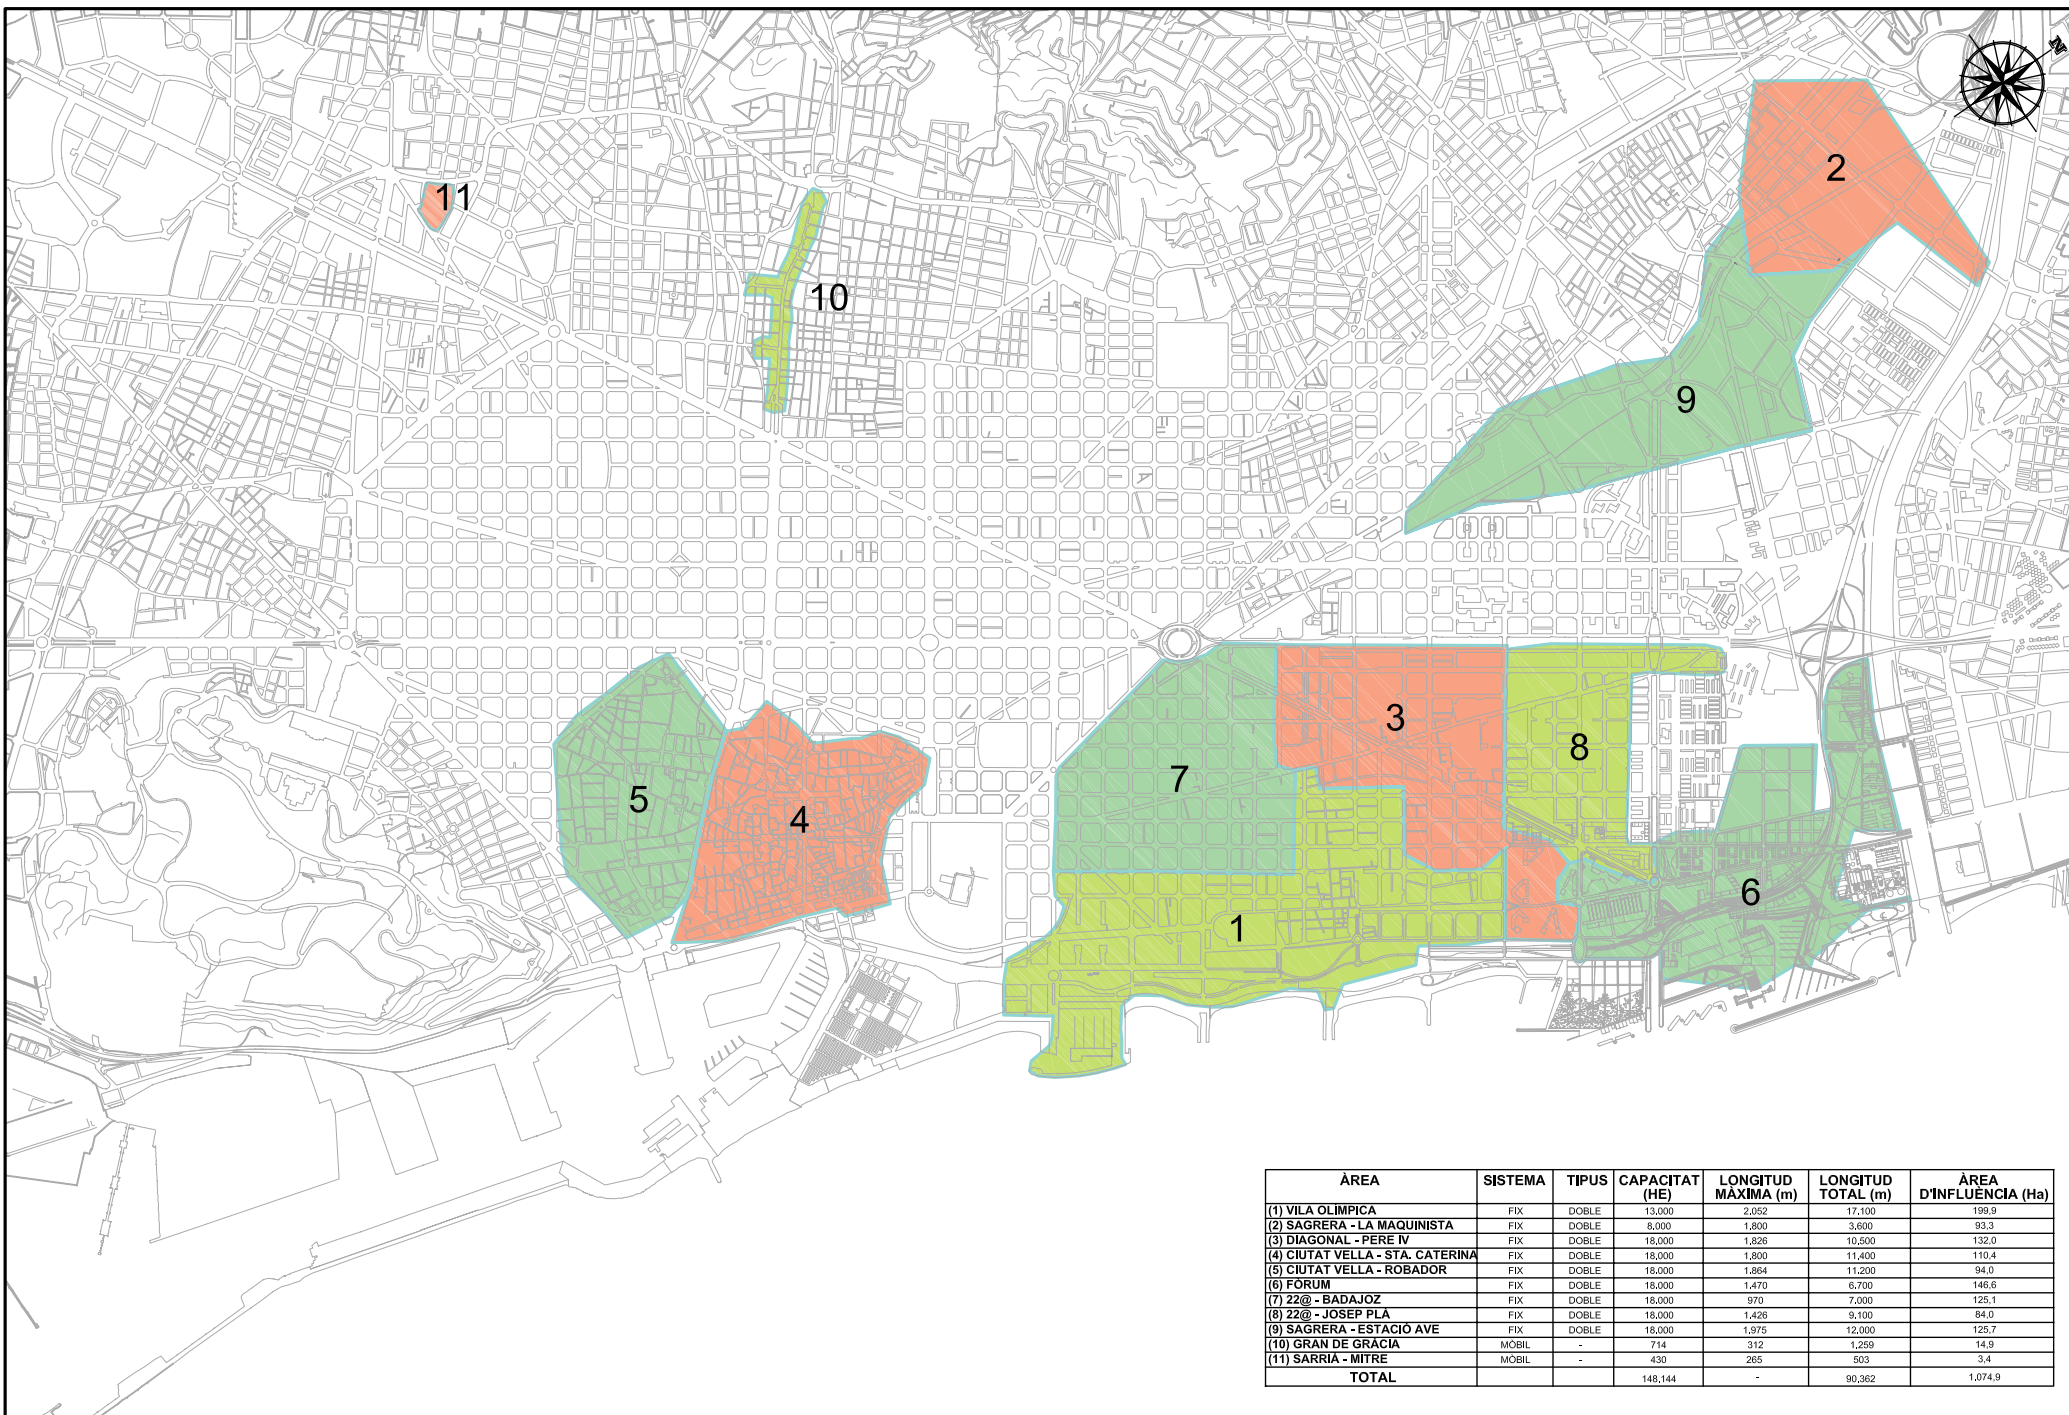 N
2
11
10
9
3
8
7
5
4
6
1
ÀREA SISTEMA TIPUS CAPACITAT (HE) LONGITUD MÀXIMA (m) LONGITUD TOTAL (m) ÀREA D'INFLUÈNCIA (Ha)
(1) VILA OLIMPICA FIX DOBLE 13.000 2.052 17.100 199,9
(2) SAGRERA - LA MAQUINISTA FIX DOBLE 8.000 1.800 3.600 93,3
(3) DIAGONAL - PERE IV FIX DOBLE 18.000 1.826 10.500 132,0
(4) CIUTAT VELLA - STA. CATERINA FIX DOBLE 18.000 1.800 11.400 110,4
(5) CIUTAT VELLA - ROBADOR FIX DOBLE 18.000 1.864 11.200 94,0
(6) FÒRUM FIX DOBLE 18.000 1.470 6.700 146,6
(7) 22@ - BADAJOZ FIX DOBLE 18.000 970 7.000 125,1
(8) 22@ - JOSEP PLÀ FIX DOBLE 18.000 1.426 9.100 84,0
(9) SAGRERA - ESTACIÓ AVE FIX DOBLE 18.000 1.975 12.000 125,7
(10) GRAN DE GRÀCIA MÒBIL - 714 312 1.259 14,9
(11) SARRIÀ - MITRE MÒBIL - 430 265 503 3,4
TOTAL 148.144 - 90.362 1.074,9